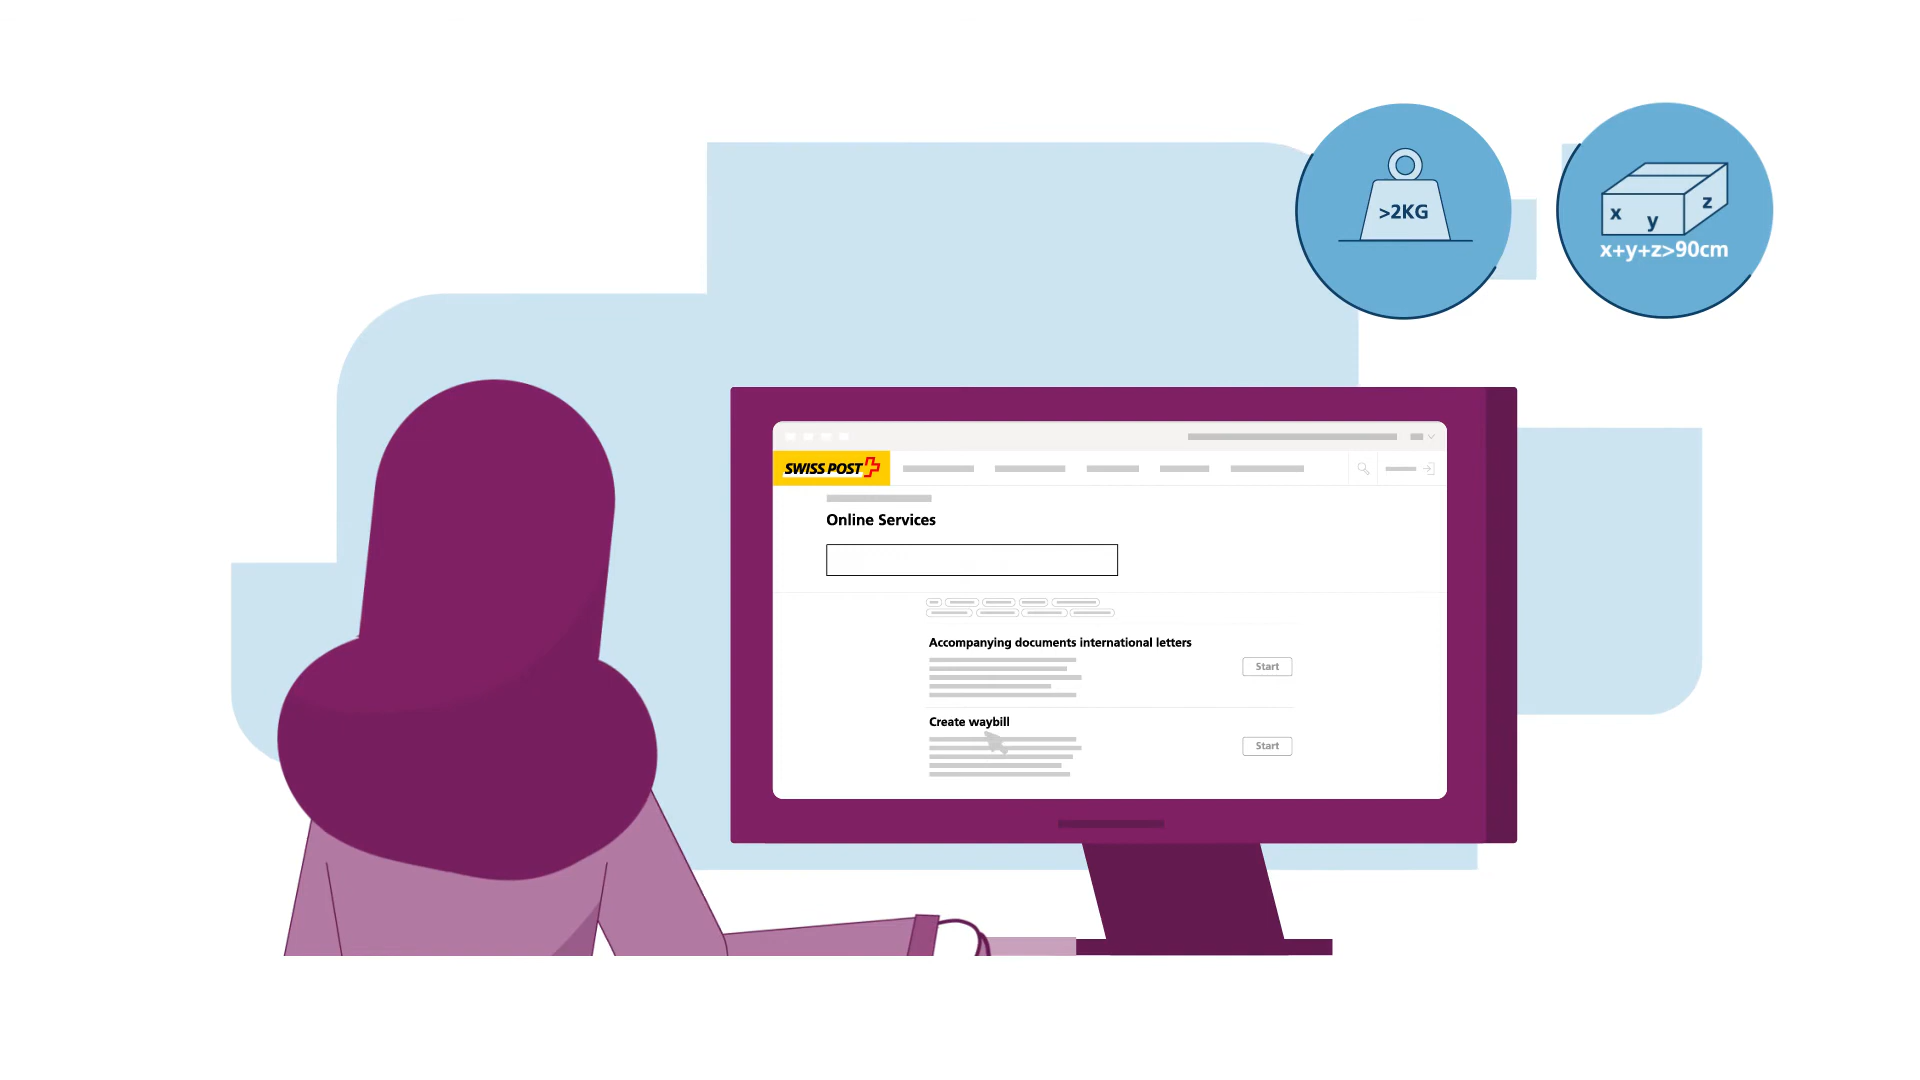 >2KG
x y z
x+y+z>90cm
SWISS POST
Online Services
Accompanying documents international letters
Start
Create waybill
Start